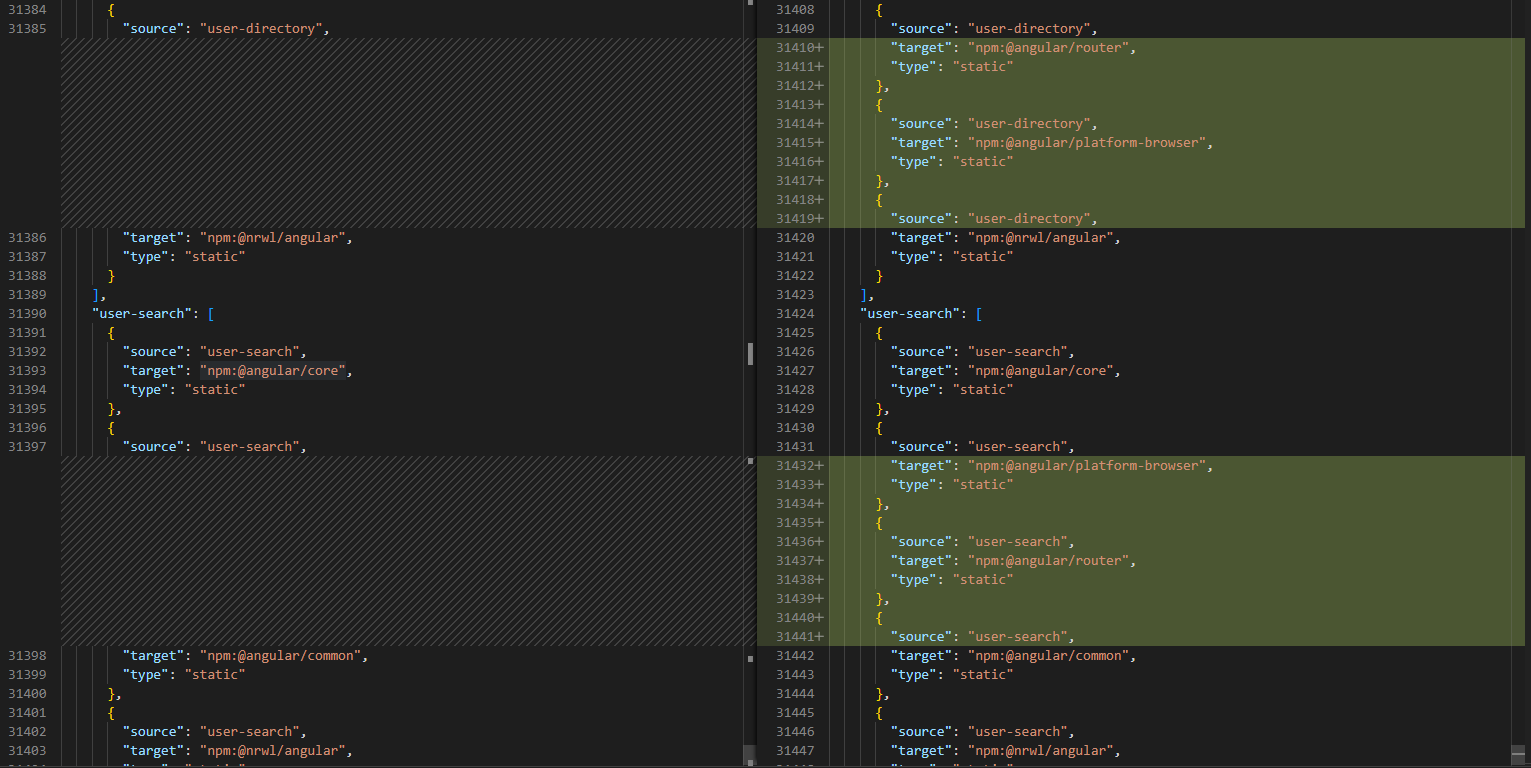 31384 {
31385 "source": "user-directory",
31386 "target": "npm:@nrwl/angular",
31387 "type": "static"
31388 }
31389 ],
31390 "user-search": [
31391 {
31392 "source": "user-search",
31393 "target": "npm:@angular/core",
31394 "type": "static"
31395 },
31396 {
31397 "source": "user-search",
31398 "target": "npm:@angular/common",
31399 "type": "static"
31400 },
31401 {
31402 "source": "user-search",
31403 "target": "npm:@nrwl/angular",
31408 {
31409 "source": "user-directory",
31410+ "target": "npm:@angular/router",
31411+ "type": "static"
31412+ },
31413+ {
31414+ "source": "user-directory",
31415+ "target": "npm:@angular/platform-browser",
31416+ "type": "static"
31417+ },
31418+ {
31419+ "source": "user-directory",
31420 "target": "npm:@nrwl/angular",
31421 "type": "static"
31422 }
31423 ],
31424 "user-search": [
31425 {
31426 "source": "user-search",
31427 "target": "npm:@angular/core",
31428 "type": "static"
31429 },
31430 {
31431 "source": "user-search",
31432+ "target": "npm:@angular/platform-browser",
31433+ "type": "static"
31434+ },
31435+ {
31436+ "source": "user-search",
31437+ "target": "npm:@angular/router",
31438+ "type": "static"
31439+ },
31440+ {
31441+ "source": "user-search",
31442 "target": "npm:@angular/common",
31443 "type": "static"
31444 },
31445 {
31446 "source": "user-search",
31447 "target": "npm:@nrwl/angular",